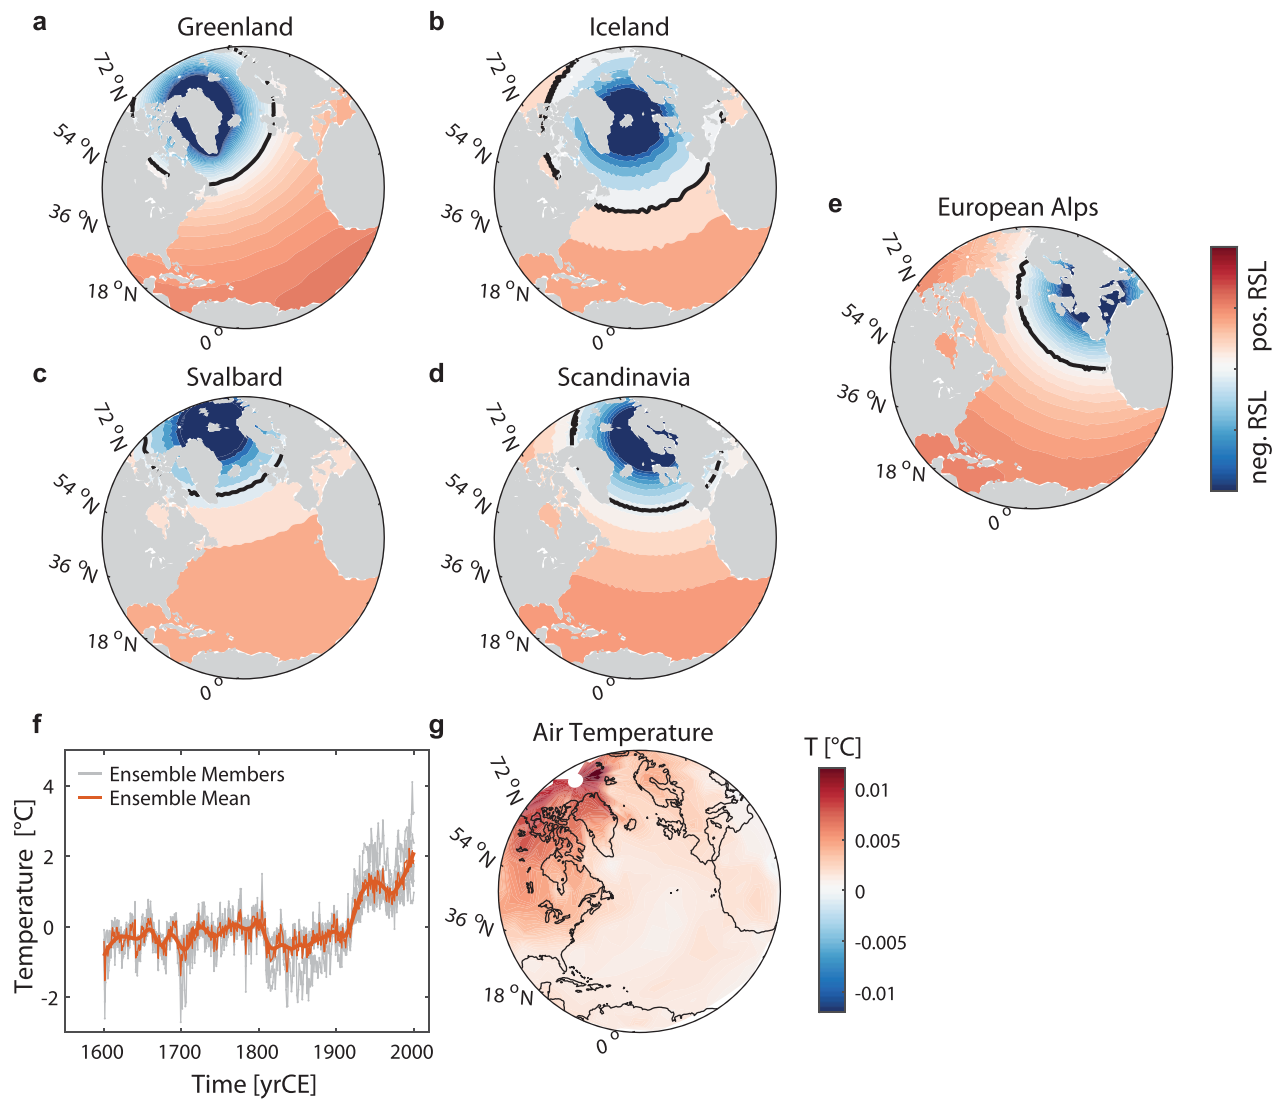 a
Greenland
72 °N
54 °N
36 °N
18 °N
0 °
b
Iceland
72 °N
54 °N
36 °N
18 °N
0 °
c
Svalbard
72 °N
54 °N
36 °N
18 °N
0 °
d
Scandinavia
72 °N
54 °N
36 °N
18 °N
0 °
e
European Alps
72 °N
54 °N
36 °N
18 °N
0 °
pos. RSL
neg. RSL
f
Ensemble Members
Ensemble Mean
4
2
0
-2
Temperature [°C]
1600 1700 1800 1900 2000
Time [yrCE]
g
Air Temperature
72 °N
54 °N
36 °N
18 °N
0 °
T [°C]
0.01
0.005
0
-0.005
-0.01